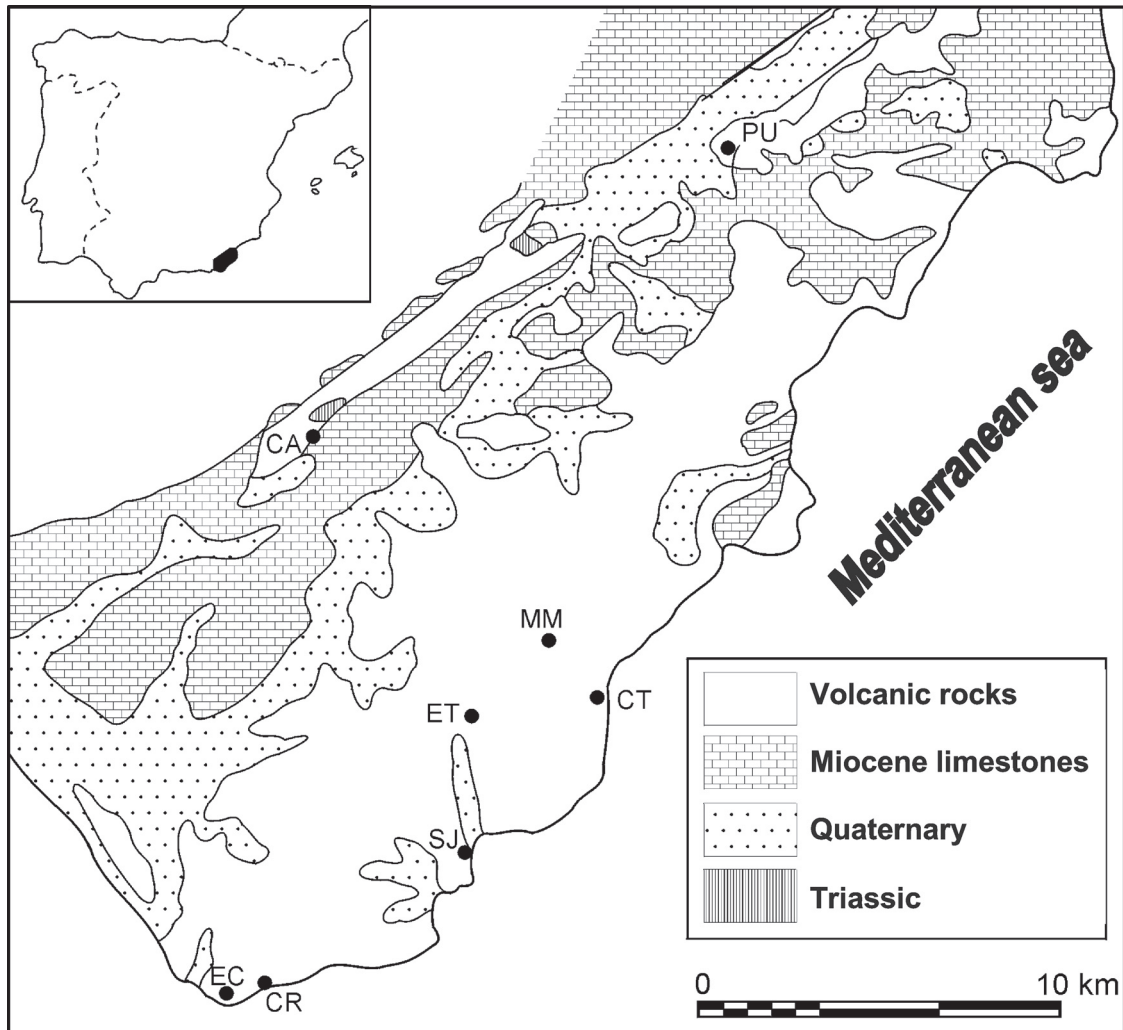 PU
CA
Mediterranean sea
MM
CT
ET
SJ
EC
CR
Volcanic rocks
Miocene limestones
Quaternary
Triassic
0 10 km